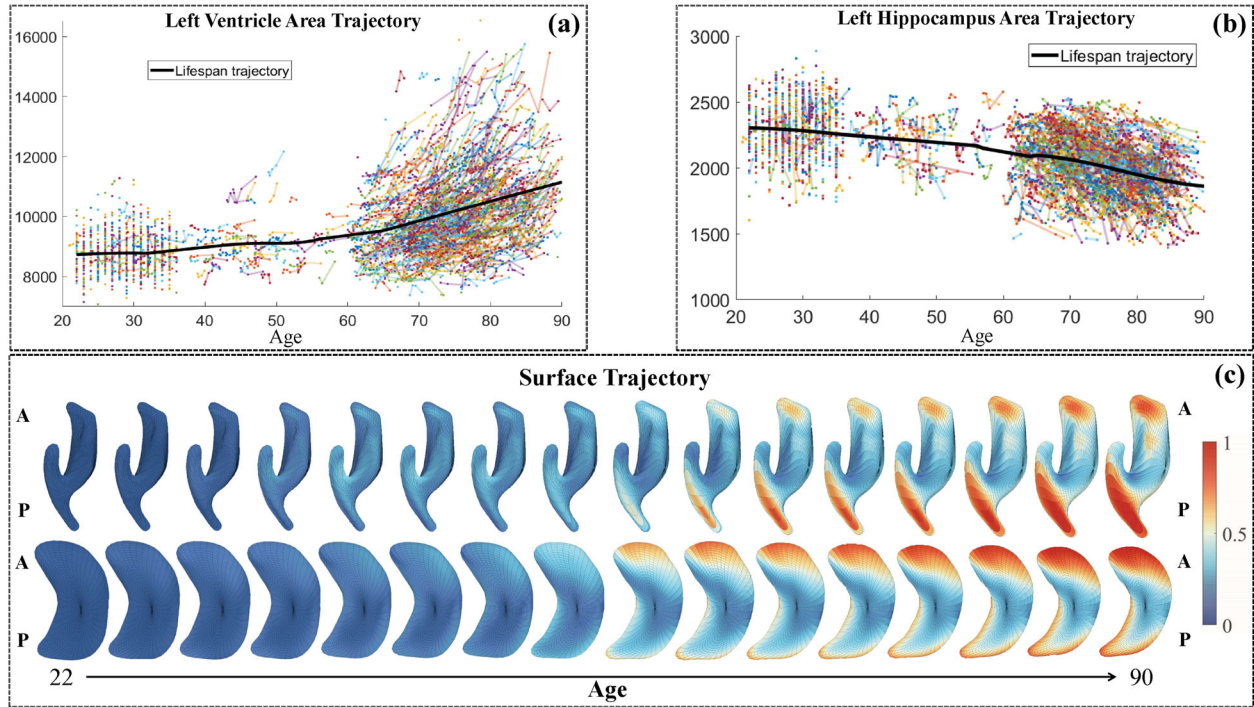 Left Ventricle Area Trajectory
(a)
16000
14000
12000
10000
8000
Lifespan trajectory
20 30 40 50 60 70 80 90
Age
Left Hippocampus Area Trajectory
(b)
3000
2500
2000
1500
1000
Lifespan trajectory
20 30 40 50 60 70 80 90
Age
Surface Trajectory
(c)
A
A
P
P
A
A
P
P
1
0.5
0
22
90
Age